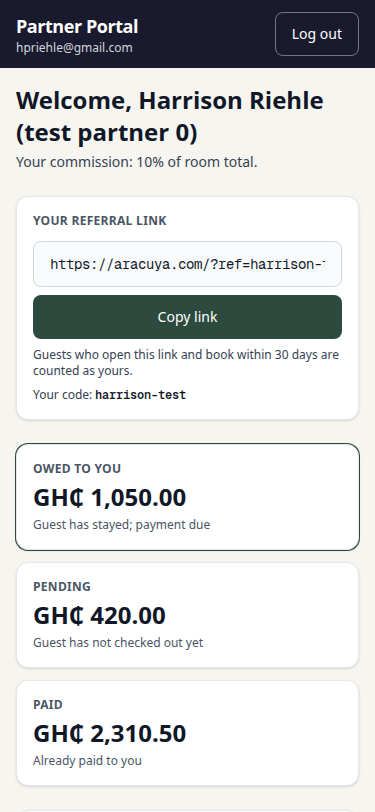 Partner Portal
hpriehle@gmail.com
Log out
Welcome, Harrison Riehle
(test partner 0)
Your commission: 10% of room total.
YOUR REFERRAL LINK
https://aracuya.com/?ref=harrison-
Copy link
Guests who open this link and book within 30 days are
counted as yours.
Your code: harrison-test
OWED TO YOU
GH₵ 1,050.00
Guest has stayed; payment due
PENDING
GH₵ 420.00
Guest has not checked out yet
PAID
GH₵ 2,310.50
Already paid to you